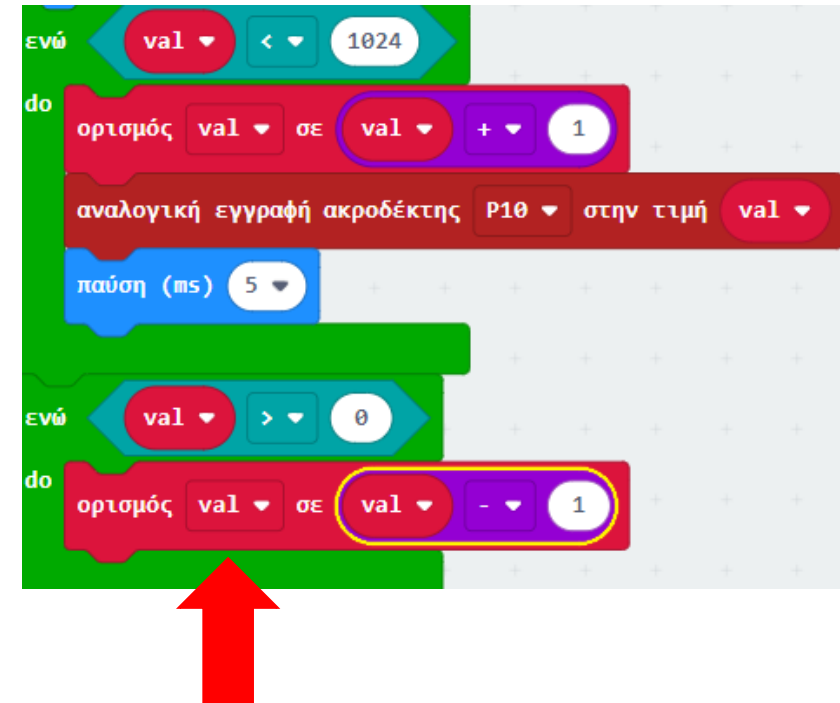 ενώ val < 1024
do
ορισμός val σε val + 1
αναλογική εγγραφή ακροδέκτης P10 στην τιμή val
παύση (ms) 5
ενώ val > 0
do
ορισμός val σε val - 1